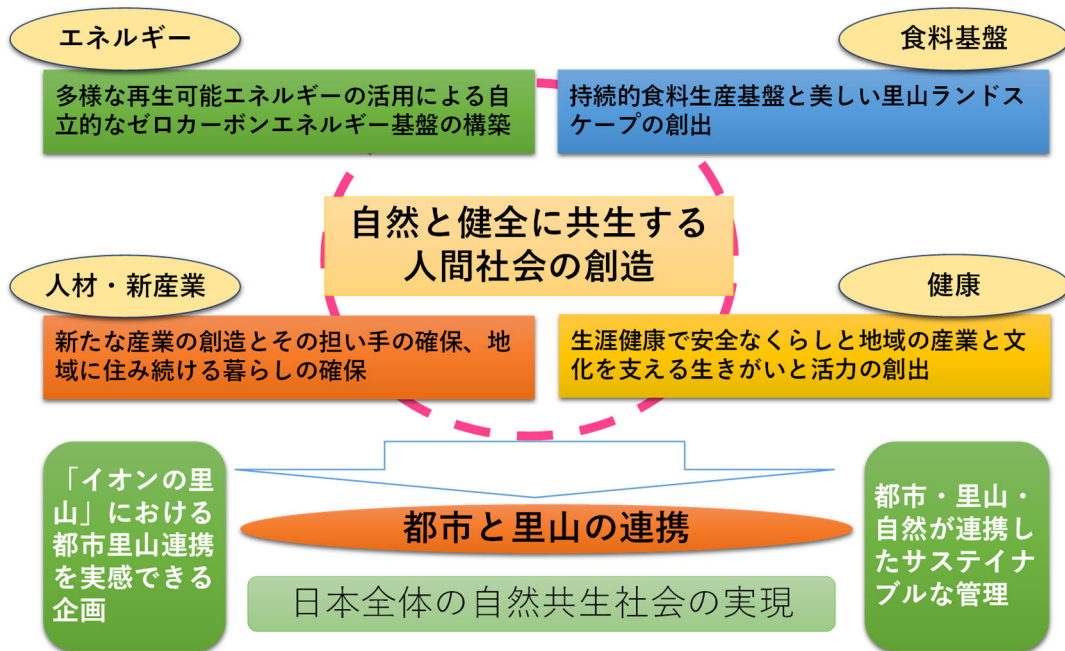 エネルギー
多様な再生可能エネルギーの活用による自
立的なゼロカーボンエネルギー基盤の構築
食料基盤
持続的食料生産基盤と美しい里山ランドス
ケープの創出
自然と健全に共生する
人間社会の創造
人材・新産業
新たな産業の創造とその担い手の確保、地
域に住み続ける暮らしの確保
健康
生涯健康で安全なくらしと地域の産業と文
化を支える生きがいと活力の創出
「イオンの里
山」における
都市里山連携
を実感できる
企画
都市と里山の連携
日本全体の自然共生社会の実現
都市・里山・
自然が連携し
たサステイナ
ブルな管理